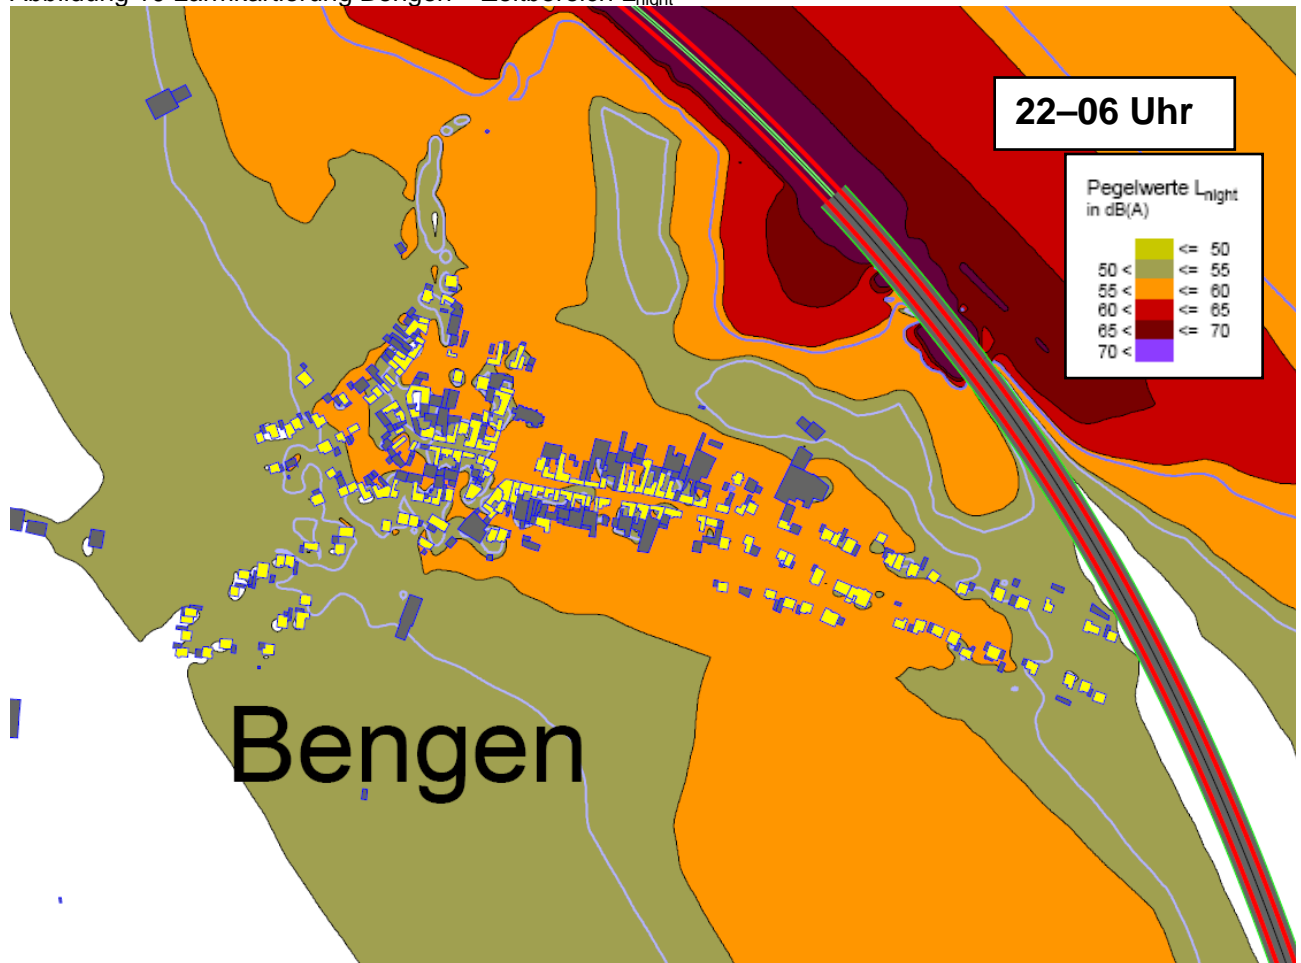 22–06 Uhr
Pegelwerte Lnight
in dB(A)
<= 50
50 < <= 55
55 < <= 60
60 < <= 65
65 < <= 70
70 <
Bengen